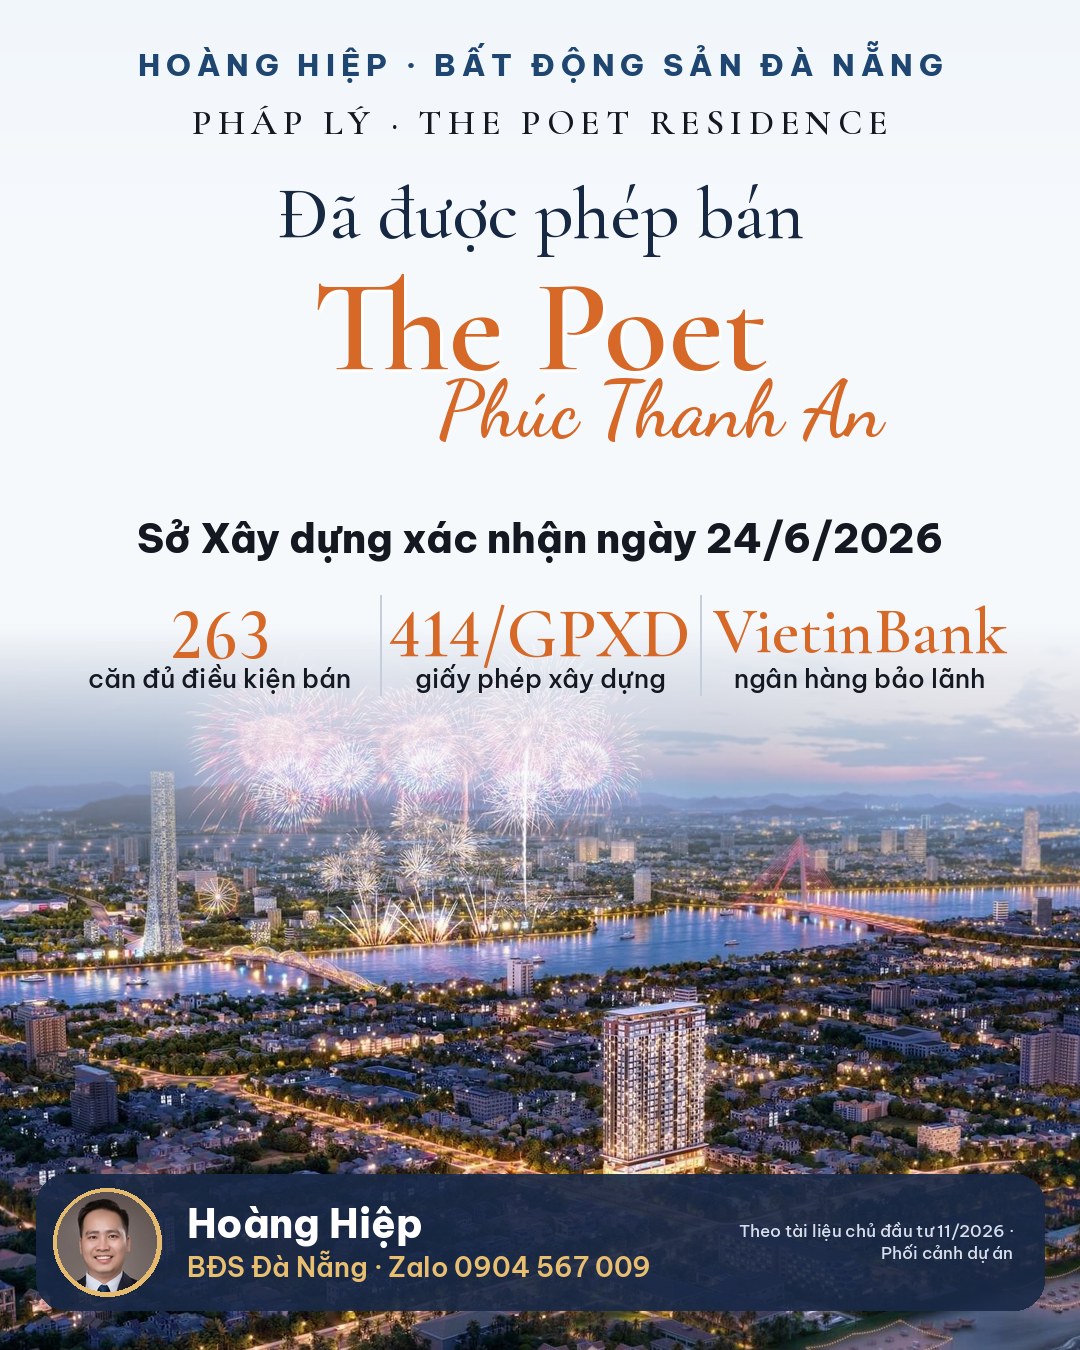 HOÀNG HIỆP · BẤT ĐỘNG SẢN ĐÀ NẴNG
PHÁP LÝ · THE POET RESIDENCE
Đã được phép bán
The Poet
Phúc Thanh An
Sở Xây dựng xác nhận ngày 24/6/2026
263
căn đủ điều kiện bán
414/GPXD
giấy phép xây dựng
VietinBank
ngân hàng bảo lãnh
Hoàng Hiệp
BĐS Đà Nẵng · Zalo 0904 567 009
Theo tài liệu chủ đầu tư 11/2026 ·
Phối cảnh dự án